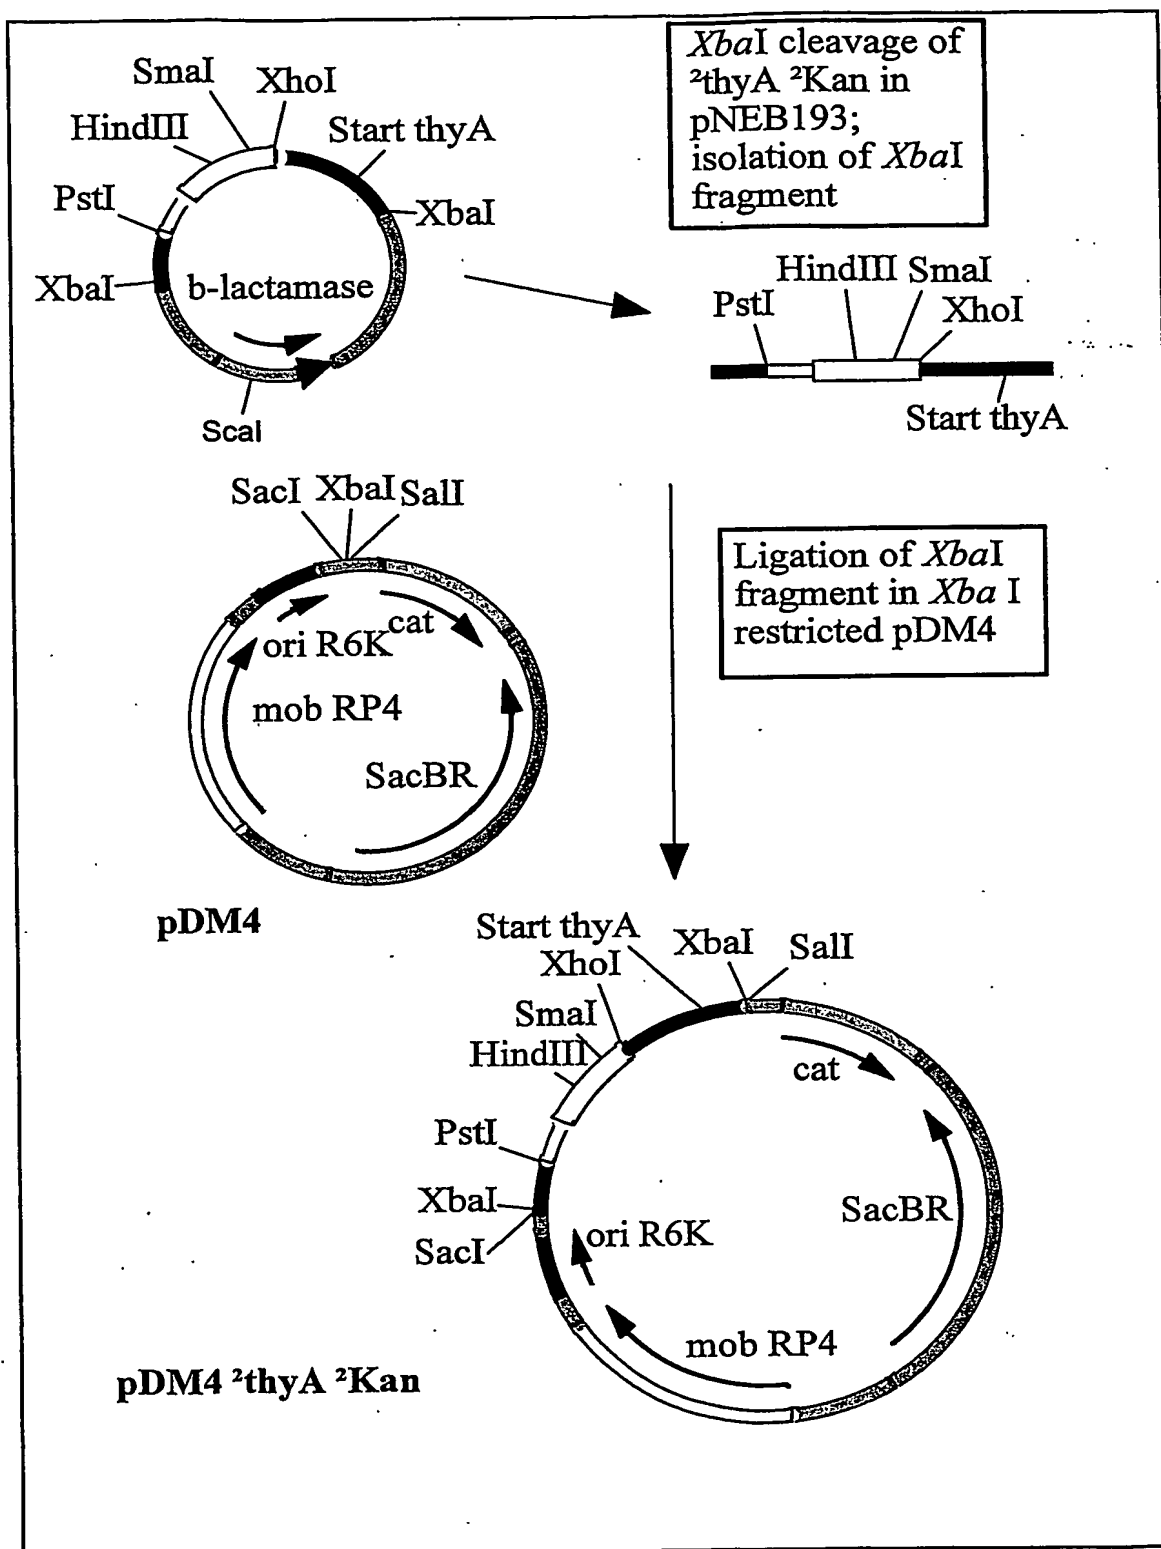 SmaI
XhoI
HindIII
Start thyA
PstI
XbaI
XbaI
b-lactamase
ScaI
XbaI cleavage of
²thyA ²Kan in
pNEB193;
isolation of XbaI
fragment
HindIII SmaI
PstI
XhoI
Start thyA
SacI XbaI SalI
cat
ori R6K
mob RP4
SacBR
pDM4
Ligation of XbaI
fragment in Xba I
restricted pDM4
Start thyA
XbaI
SalI
XhoI
SmaI
HindIII
cat
PstI
XbaI
SacBR
ori R6K
SacI
mob RP4
pDM4 ²thyA ²Kan